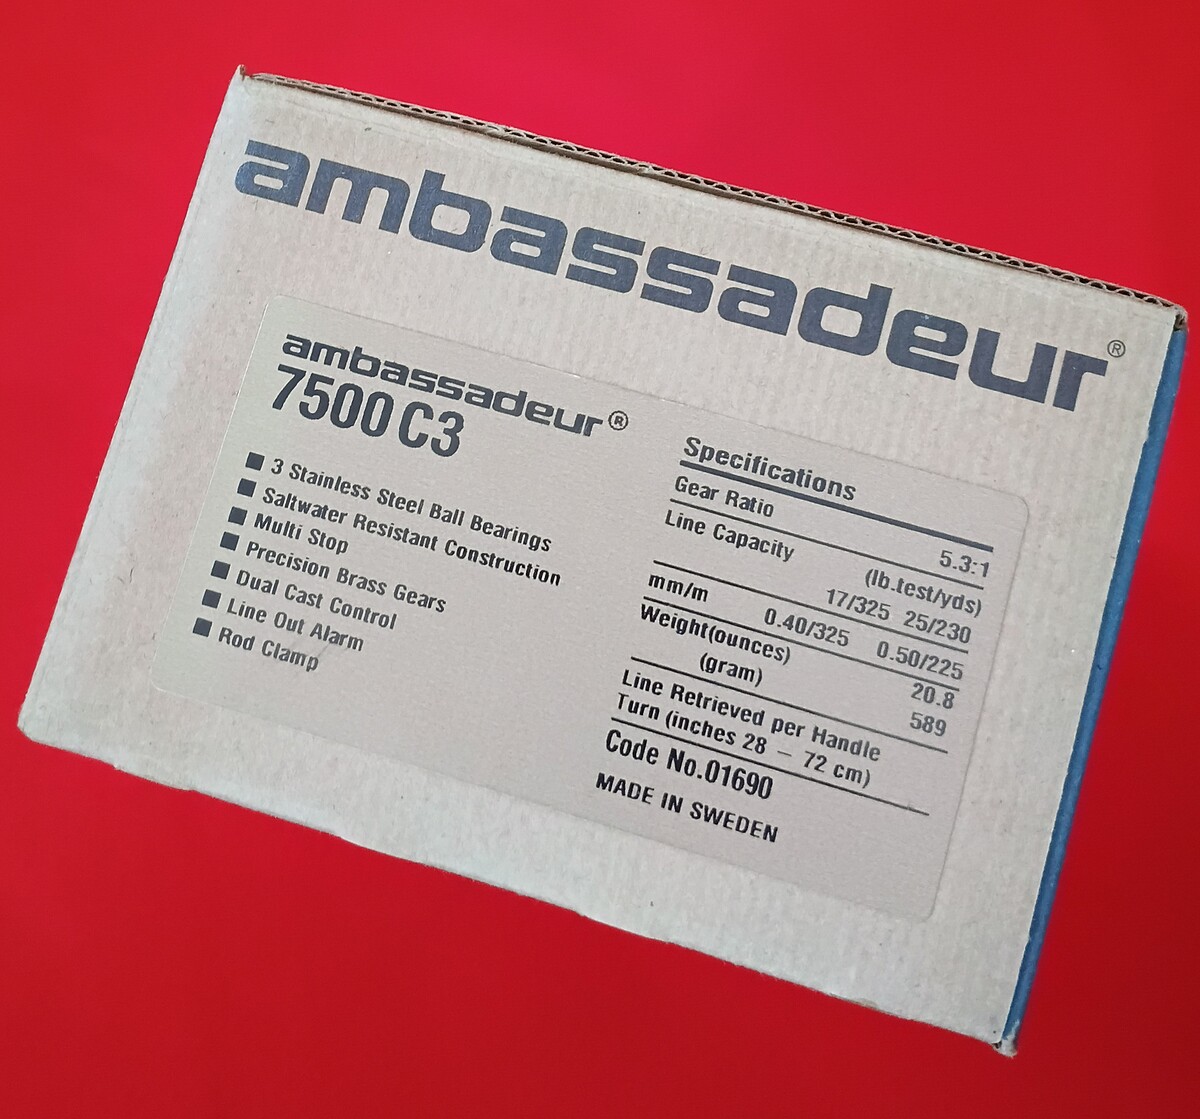 ambassadeur®
ambassadeur®
7500 C3
■ 3 Stainless Steel Ball Bearings
■ Saltwater Resistant Construction
■ Multi Stop
■ Precision Brass Gears
■ Dual Cast Control
■ Line Out Alarm
■ Rod Clamp
Specifications
Gear Ratio 5.3:1
Line Capacity (lb.test/yds)
17/325 25/230
mm/m 0.40/325 0.50/225
Weight(ounces) 20.8
(gram) 589
Line Retrieved per Handle
Turn (inches 28 — 72 cm)
Code No.01690
MADE IN SWEDEN